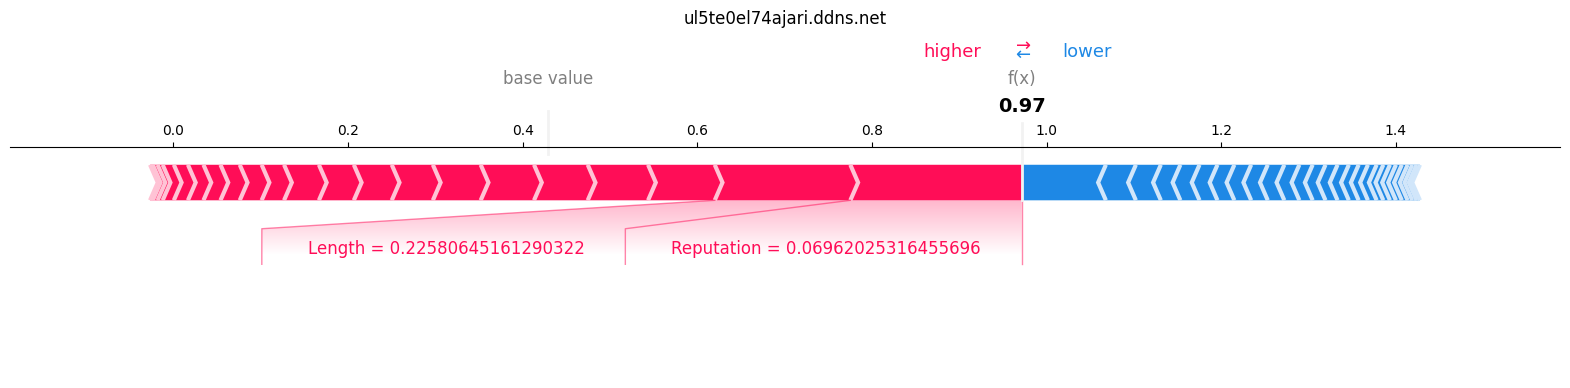 ul5te0el74ajari.ddns.net
higher ⇄ lower
base value f(x)
0.97
0.0 0.2 0.4 0.6 0.8 1.0 1.2 1.4
Length = 0.22580645161290322 Reputation = 0.06962025316455696